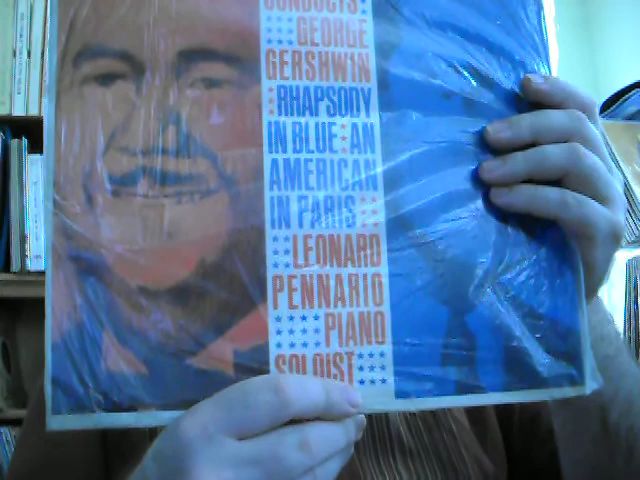 CONDUCTS:
GEORGE
GERSHWIN
RHAPSODY
IN BLUE: AN
AMERICAN
IN PARIS
LEONARD
PENNARIO
PIANO
SOLOIST